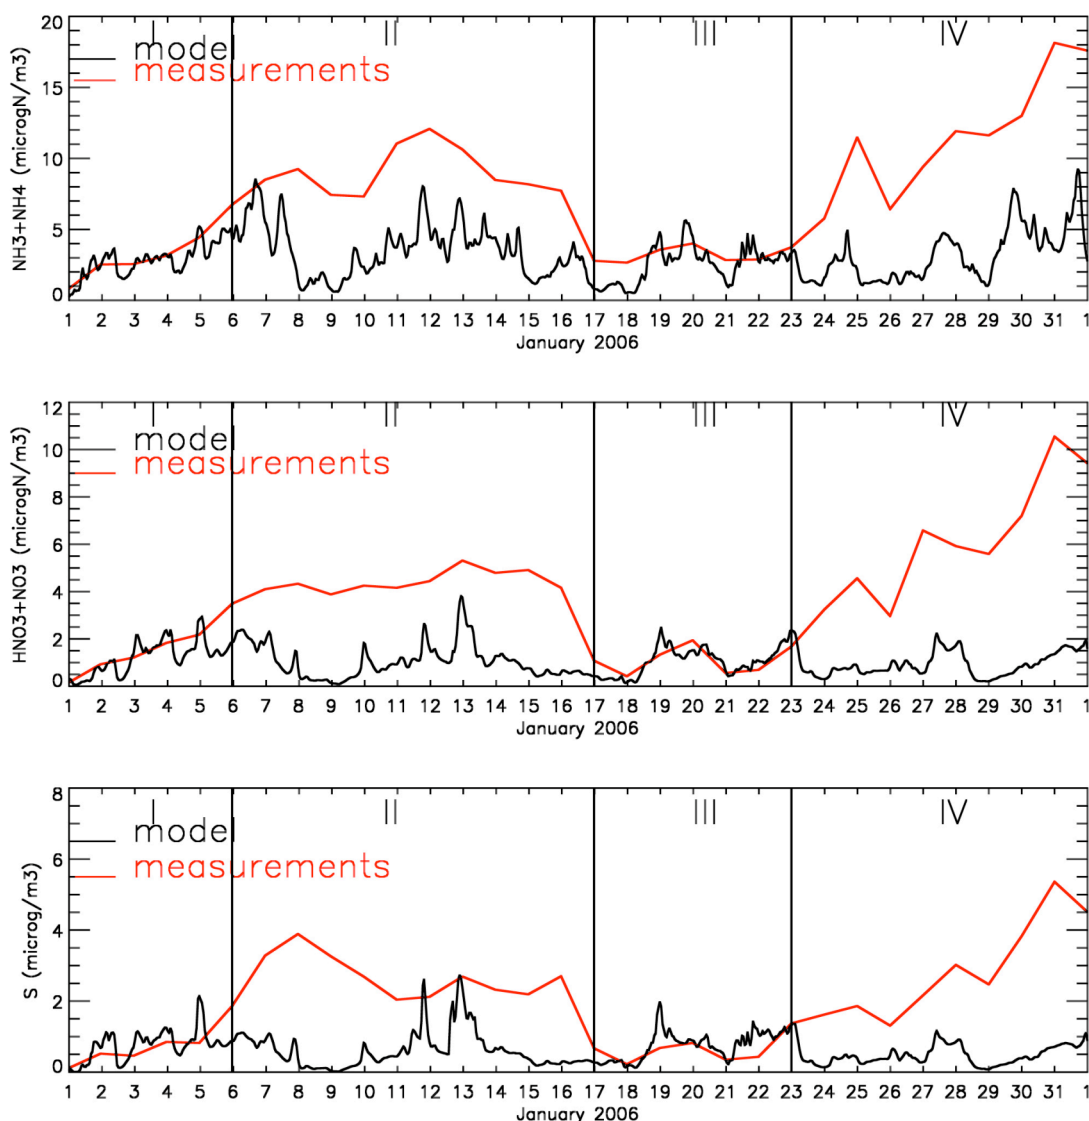 I II III IV
model
measurements
NH3+NH4 (microgN/m3)
20
15
10
5
0
1 2 3 4 5 6 7 8 9 10 11 12 13 14 15 16 17 18 19 20 21 22 23 24 25 26 27 28 29 30 31 1
January 2006
I II III IV
model
measurements
HNO3+NO3 (microgN/m3)
12
10
8
6
4
2
0
1 2 3 4 5 6 7 8 9 10 11 12 13 14 15 16 17 18 19 20 21 22 23 24 25 26 27 28 29 30 31 1
January 2006
I II III IV
model
measurements
S (microg/m3)
8
6
4
2
0
1 2 3 4 5 6 7 8 9 10 11 12 13 14 15 16 17 18 19 20 21 22 23 24 25 26 27 28 29 30 31 1
January 2006